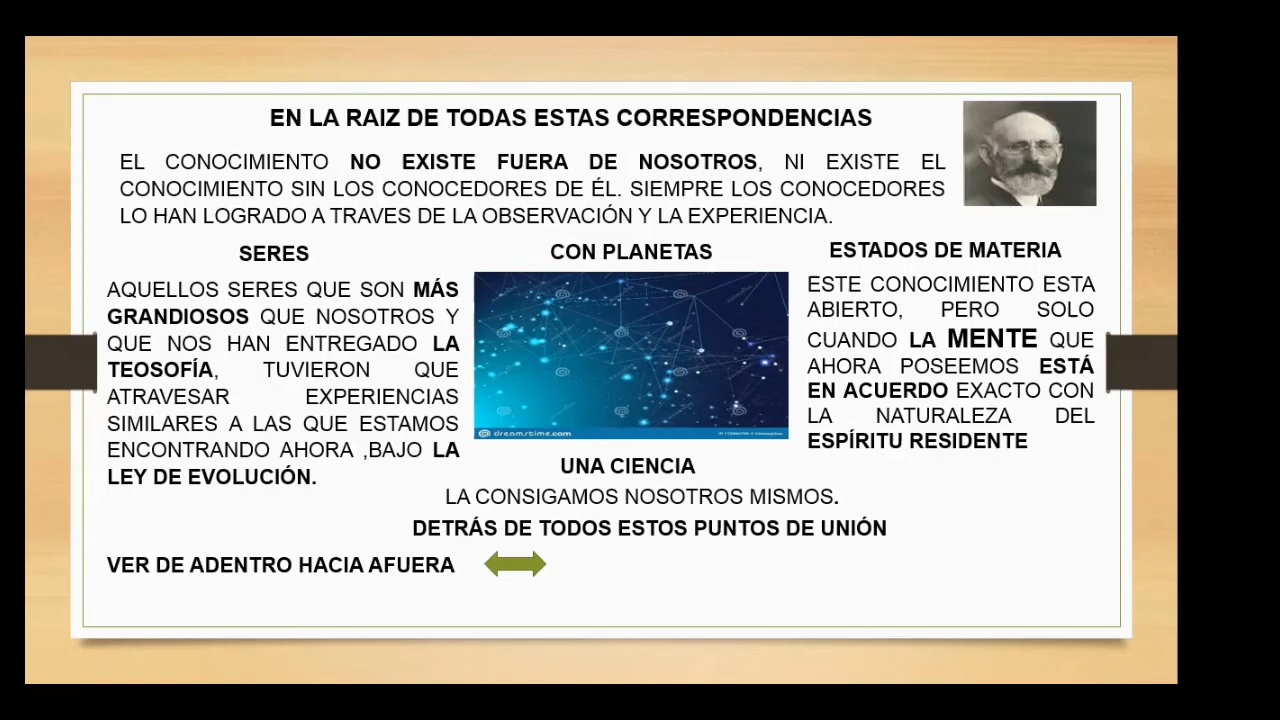 EN LA RAIZ DE TODAS ESTAS CORRESPONDENCIAS
EL CONOCIMIENTO NO EXISTE FUERA DE NOSOTROS, NI EXISTE EL
CONOCIMIENTO SIN LOS CONOCEDORES DE ÉL. SIEMPRE LOS CONOCEDORES
LO HAN LOGRADO A TRAVES DE LA OBSERVACIÓN Y LA EXPERIENCIA.
SERES
AQUELLOS SERES QUE SON MÁS
GRANDIOSOS QUE NOSOTROS Y
QUE NOS HAN ENTREGADO LA
TEOSOFÍA, TUVIERON QUE
ATRAVESAR EXPERIENCIAS
SIMILARES A LAS QUE ESTAMOS
ENCONTRANDO AHORA ,BAJO LA
LEY DE EVOLUCIÓN.
CON PLANETAS
dreamstime.com
UNA CIENCIA
LA CONSIGAMOS NOSOTROS MISMOS.
DETRÁS DE TODOS ESTOS PUNTOS DE UNIÓN
ESTADOS DE MATERIA
ESTE CONOCIMIENTO ESTA
ABIERTO, PERO SOLO
CUANDO LA MENTE QUE
AHORA POSEEMOS ESTÁ
EN ACUERDO EXACTO CON
LA NATURALEZA DEL
ESPÍRITU RESIDENTE
VER DE ADENTRO HACIA AFUERA